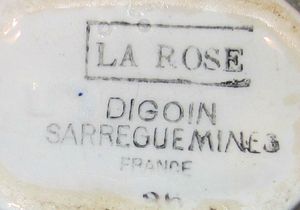 LA ROSE
DIGOIN
SARREGUEMINES
FRANCE